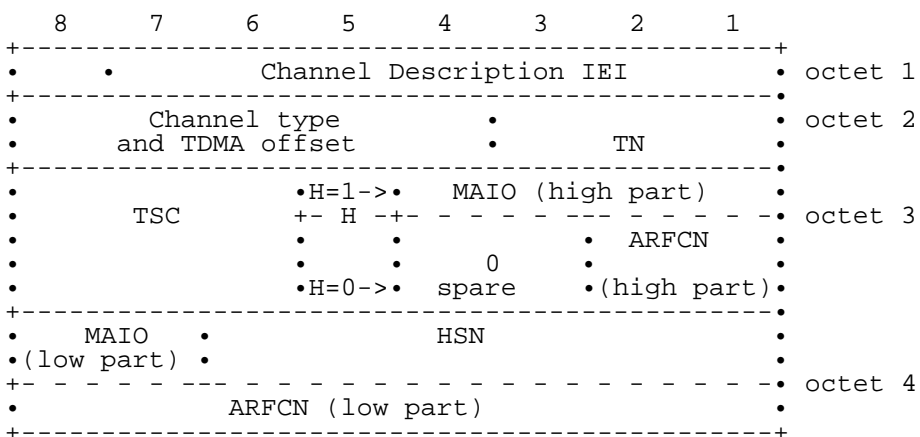 8 7 6 5 4 3 2 1
Channel Description IEI octet 1
Channel type octet 2
and TDMA offset TN
H=1-> MAIO (high part)
TSC H octet 3
ARFCN
0
H=0-> spare (high part)
MAIO HSN
(low part)
octet 4
ARFCN (low part)